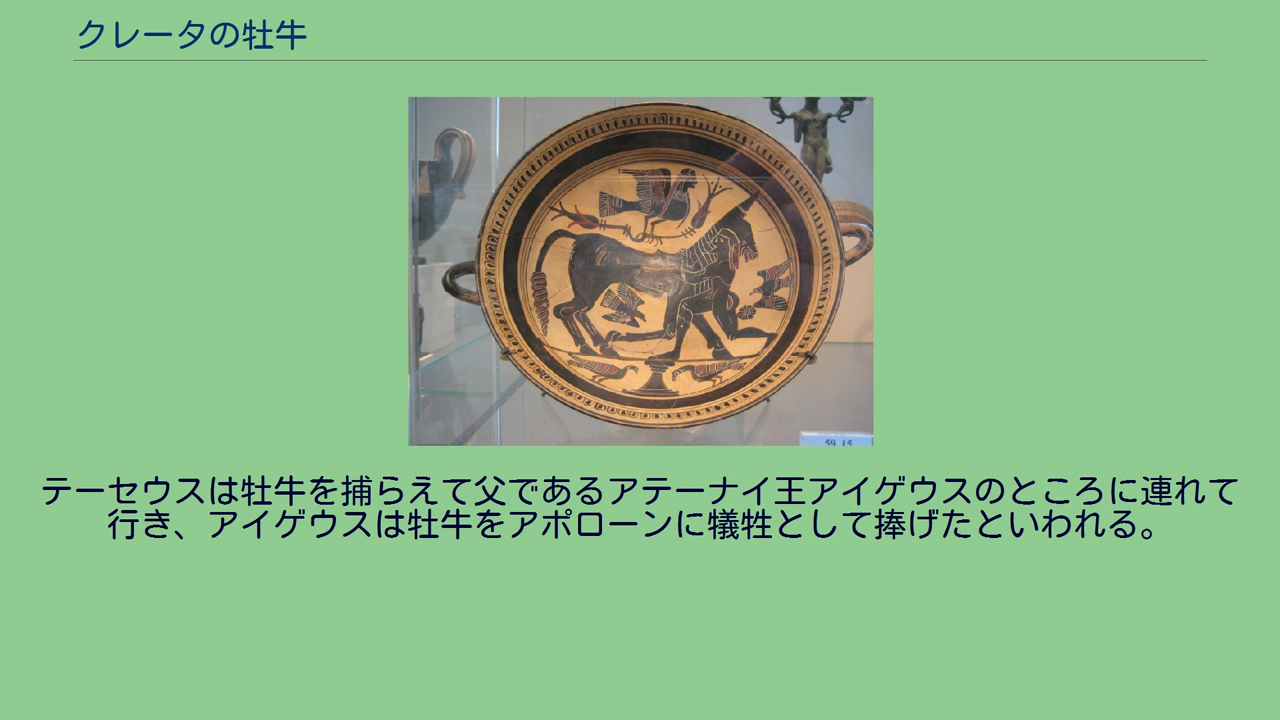 クレータの牡牛
59.15
テーセウスは牡牛を捕らえて父であるアテーナイ王アイゲウスのところに連れて
行き、アイゲウスは牡牛をアポローンに犠牲として捧げたといわれる。